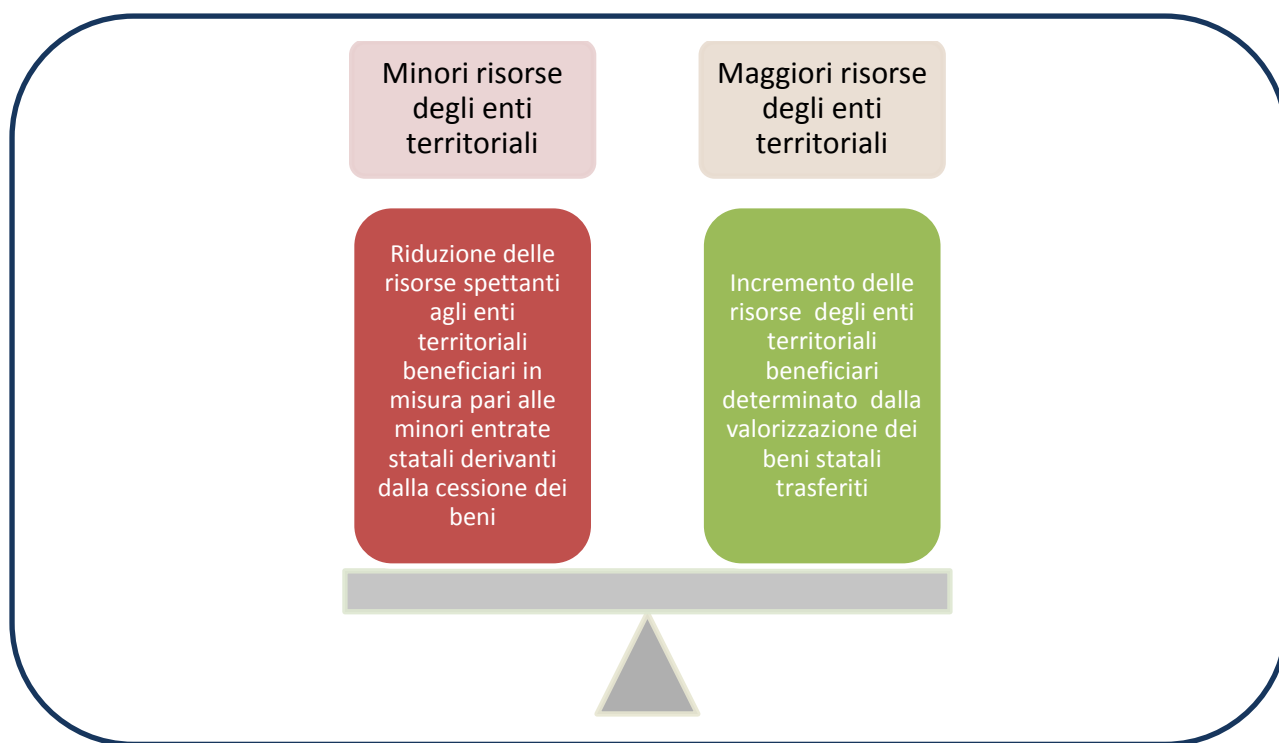 Minori risorse
degli enti
territoriali
Maggiori risorse
degli enti
territoriali
Riduzione delle
risorse spettanti
agli enti
territoriali
beneficiari in
misura pari alle
minori entrate
statali derivanti
dalla cessione dei
beni
Incremento delle
risorse degli enti
territoriali
beneficiari
determinato dalla
valorizzazione dei
beni statali
trasferiti